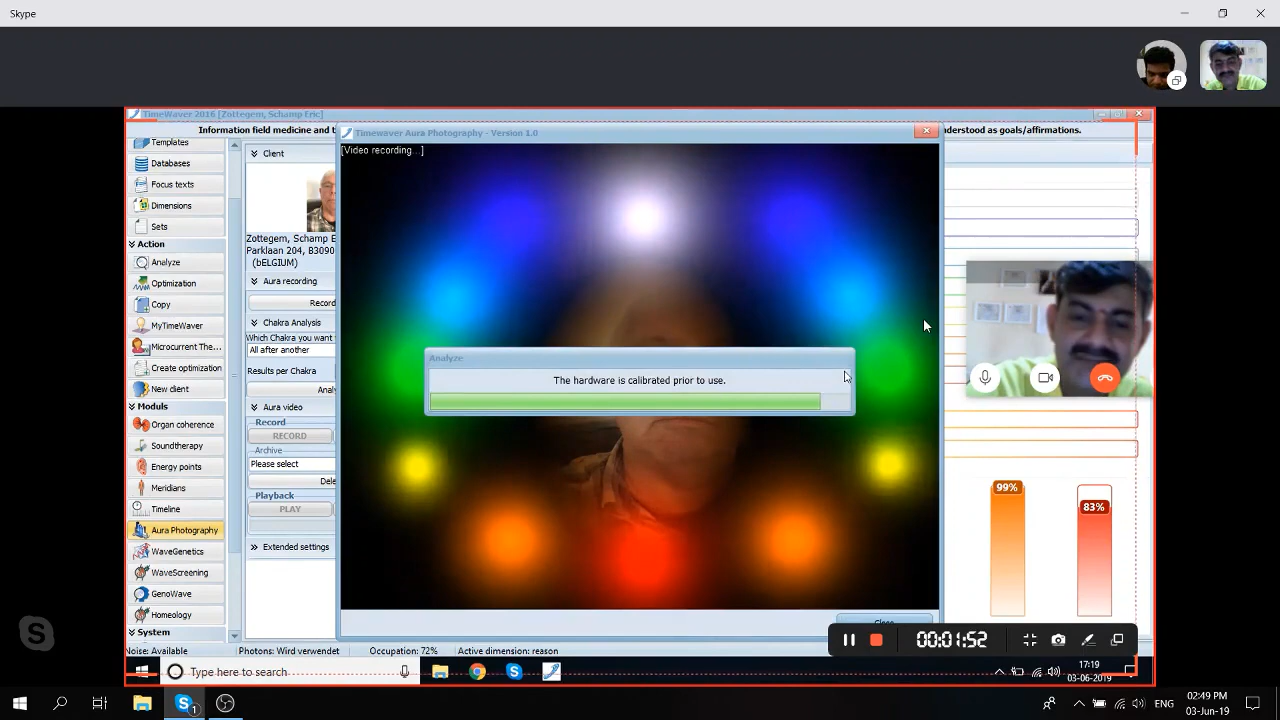 Skype
TimeWaver 2016 [Zottegem, Schamp Eric]
Information field medicine and t
nderstood as goals/affirmations.
Timewaver Aura Photography - Version 1.0
[Video recording...]
Templates
Databases
Focus texts
Dimensions
Sets
Action
Analyze
Optimization
Copy
MyTimeWaver
Microcurrent The...
Create optimization
New client
Moduls
Organ coherence
Soundtherapy
Energy points
Meridians
Timeline
Aura Photography
WaveGenetics
WaveScreening
GenoWave
Homeology
System
Client
Zottegem, Schamp E
Parklaan 204, B3090
(bELGIUM)
Aura recording
Record
Chakra Analysis
Which Chakra you want
All after another
Results per Chakra
Analy
Aura video
Record
RECORD
Archive
Please select
Dele
Playback
PLAY
Extended settings
Analyze
The hardware is calibrated prior to use.
99%
83%
Close
00:01:52
Noise: Available
Photons: Wird verwendet
Occupation: 72%
Active dimension: reason
Type here to search
17:19
03-06-2019
S
1
ENG
02:49 PM
03-Jun-19